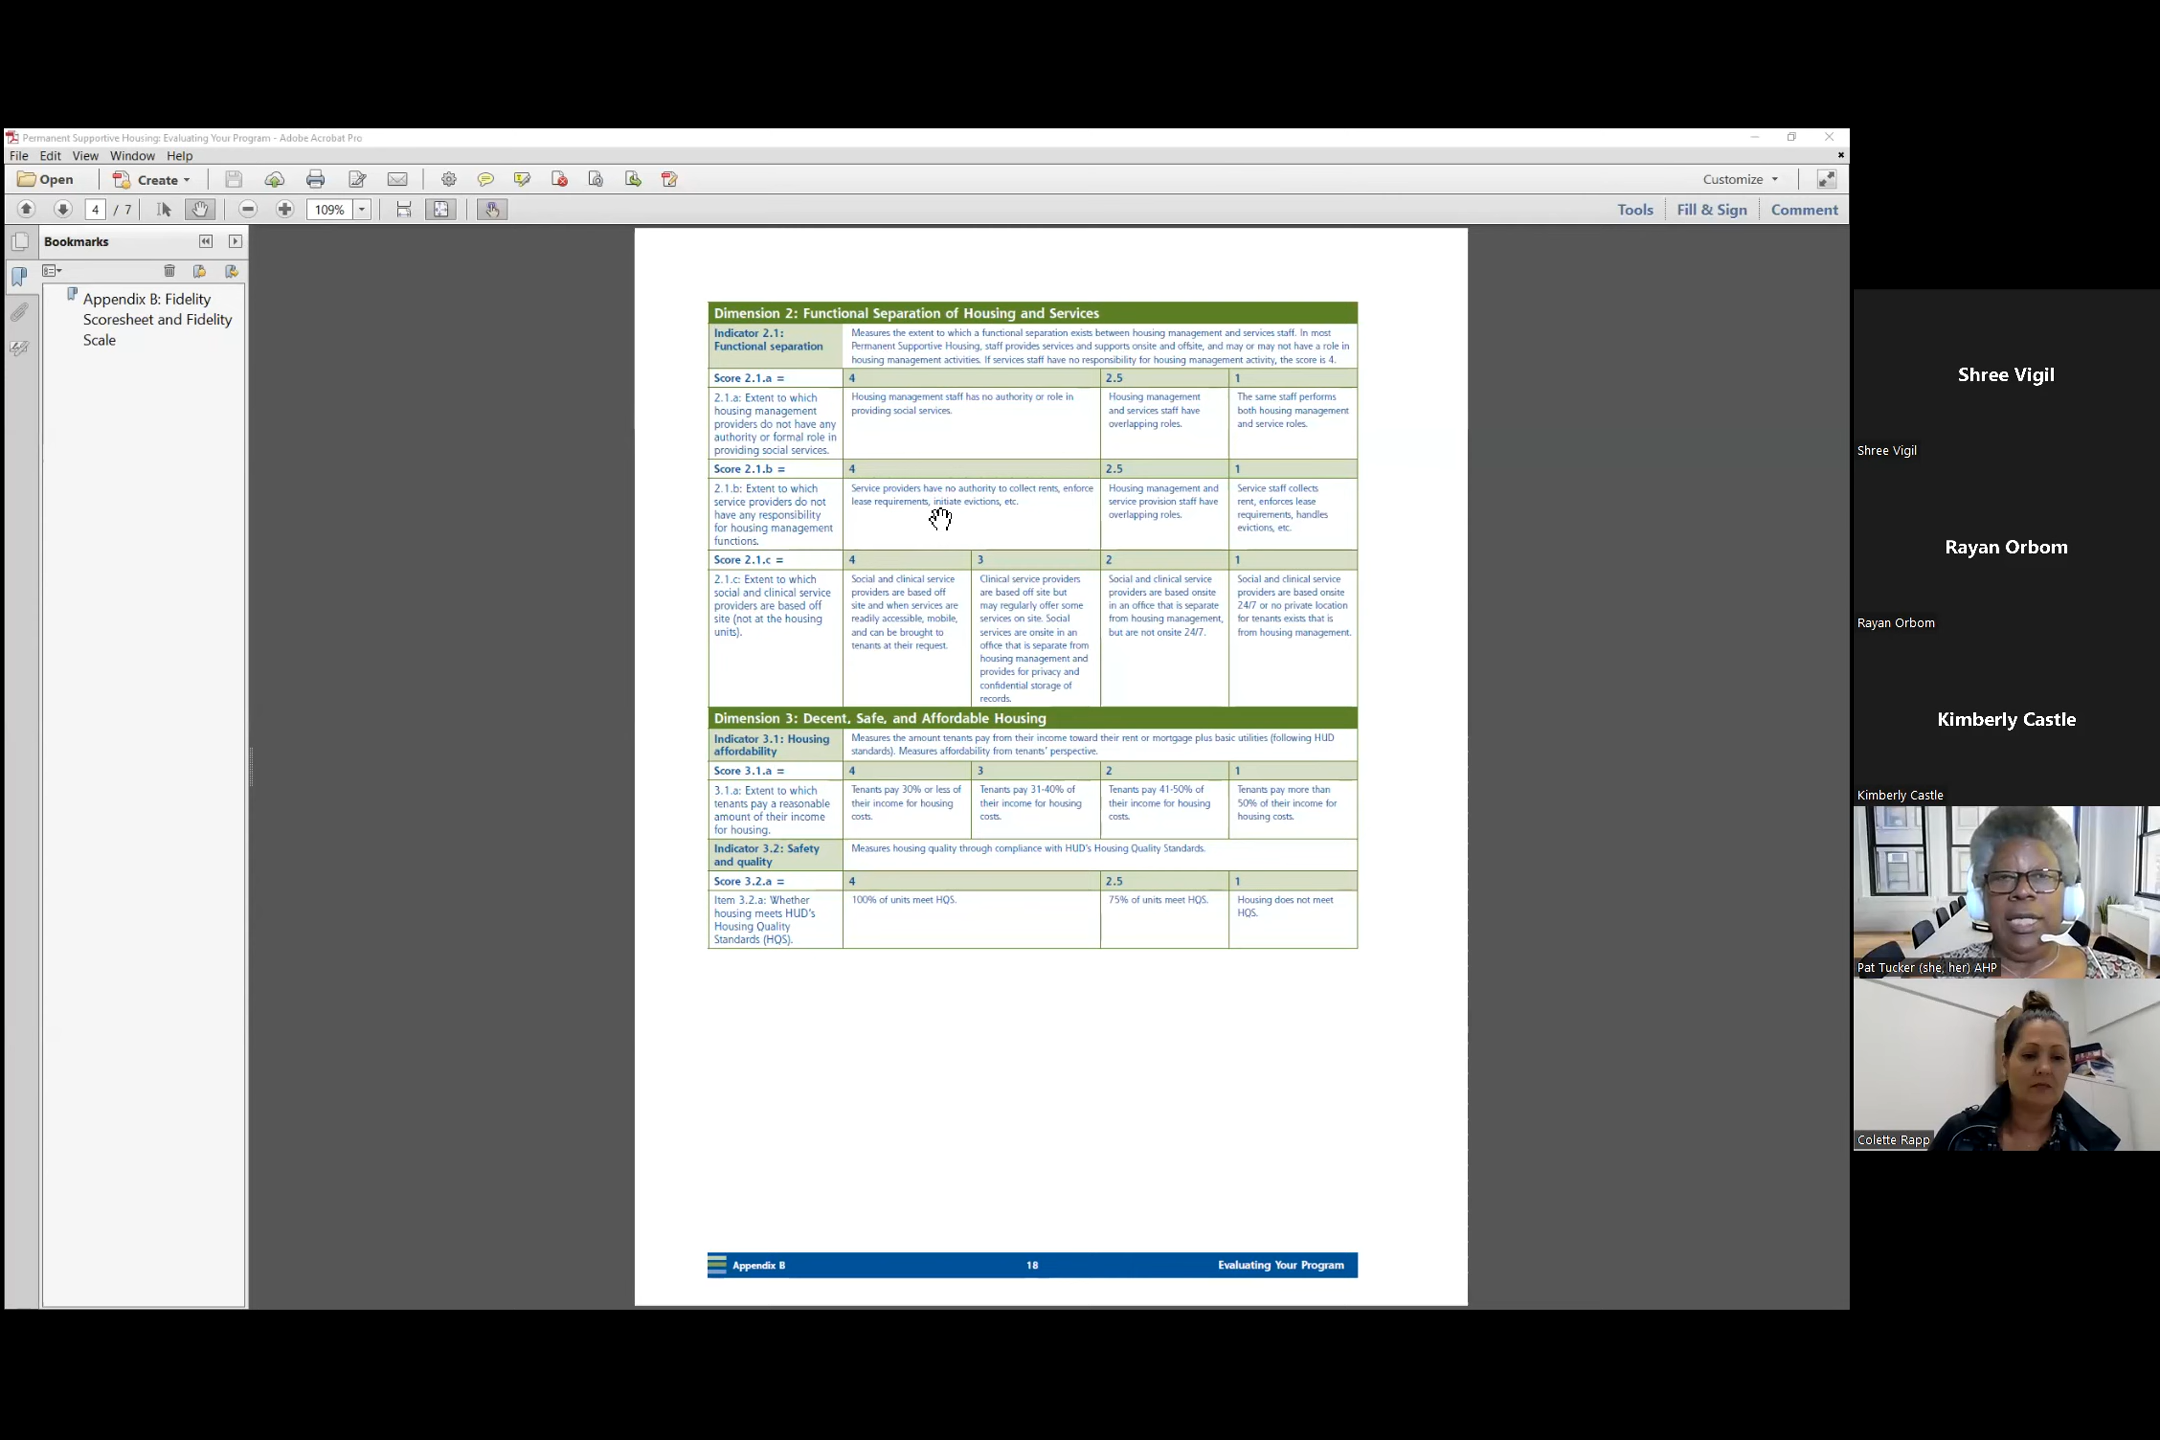 Permanent Supportive Housing: Evaluating Your Program - Adobe Acrobat Pro
File Edit View Window Help
Open Create Customize
4 / 7 109% Tools Fill & Sign Comment
Bookmarks
Appendix B: Fidelity
Scoresheet and Fidelity
Scale
Dimension 2: Functional Separation of Housing and Services
Indicator 2.1:
Functional separation
Measures the extent to which a functional separation exists between housing management and services staff. In most
Permanent Supportive Housing, staff provides services and supports onsite and offsite, and may or may not have a role in
housing management activities. If services staff have no responsibility for housing management activity, the score is 4.
Score 2.1.a = 4 2.5 1
2.1.a: Extent to which
housing management
providers do not have any
authority or formal role in
providing social services.
Housing management staff has no authority or role in
providing social services.
Housing management
and services staff have
overlapping roles.
The same staff performs
both housing management
and service roles.
Score 2.1.b = 4 2.5 1
2.1.b: Extent to which
service providers do not
have any responsibility
for housing management
functions.
Service providers have no authority to collect rents, enforce
lease requirements, initiate evictions, etc.
Housing management and
service provision staff have
overlapping roles.
Service staff collects
rent, enforces lease
requirements, handles
evictions, etc.
Score 2.1.c = 4 3 2 1
2.1.c: Extent to which
social and clinical service
providers are based off
site (not at the housing
units).
Social and clinical service
providers are based off
site and when services are
readily accessible, mobile,
and can be brought to
tenants at their request.
Clinical service providers
are based off site but
may regularly offer some
services on site. Social
services are onsite in an
office that is separate from
housing management and
provides for privacy and
confidential storage of
records.
Social and clinical service
providers are based onsite
in an office that is separate
from housing management,
but are not onsite 24/7.
Social and clinical service
providers are based onsite
24/7 or no private location
for tenants exists that is
from housing management.
Dimension 3: Decent, Safe, and Affordable Housing
Indicator 3.1: Housing
affordability
Measures the amount tenants pay from their income toward their rent or mortgage plus basic utilities (following HUD
standards). Measures affordability from tenants' perspective.
Score 3.1.a = 4 3 2 1
3.1.a: Extent to which
tenants pay a reasonable
amount of their income
for housing.
Tenants pay 30% or less of
their income for housing
costs.
Tenants pay 31-40% of
their income for housing
costs.
Tenants pay 41-50% of
their income for housing
costs.
Tenants pay more than
50% of their income for
housing costs.
Indicator 3.2: Safety
and quality
Measures housing quality through compliance with HUD's Housing Quality Standards.
Score 3.2.a = 4 2.5 1
Item 3.2.a: Whether
housing meets HUD's
Housing Quality
Standards (HQS).
100% of units meet HQS.
75% of units meet HQS.
Housing does not meet
HQS.
Appendix B 18 Evaluating Your Program
Shree Vigil
Shree Vigil
Rayan Orbom
Rayan Orbom
Kimberly Castle
Kimberly Castle
Pat Tucker (she, her) AHP
Colette Rapp